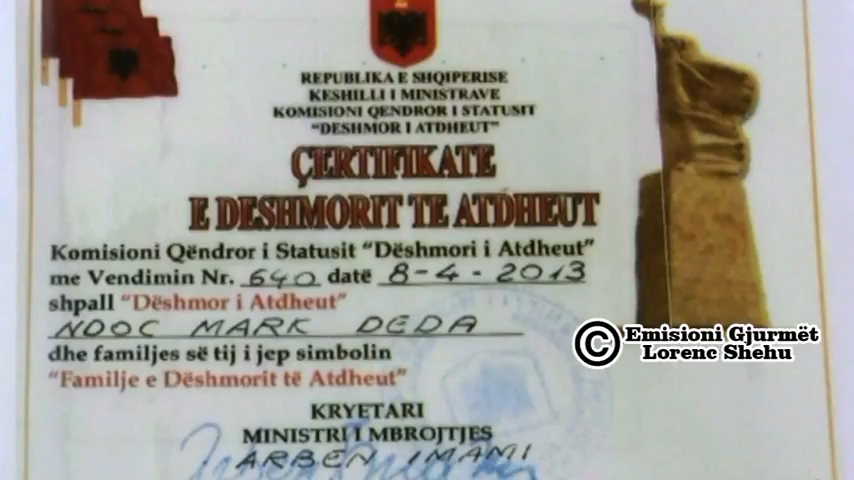 REPUBLIKA E SHQIPERISE
KESHILLI I MINISTRAVE
KOMISIONI QENDROR I STATUSIT
"DESHMOR I ATDHEUT"
ÇERTIFIKATE
E DESHMORIT TE ATDHEUT
Komisioni Qëndror i Statusit "Dëshmori i Atdheut"
me Vendimin Nr. 640 datë 8-4-2013
shpall "Dëshmor i Atdheut"
NDOC MARK DEDA
dhe familjes së tij i jep simbolin
"Familje e Dëshmorit të Atdheut"
KRYETARI
MINISTRI I MBROJTJES
ARBEN IMAMI
© Emisioni Gjurmët
Lorenc Shehu